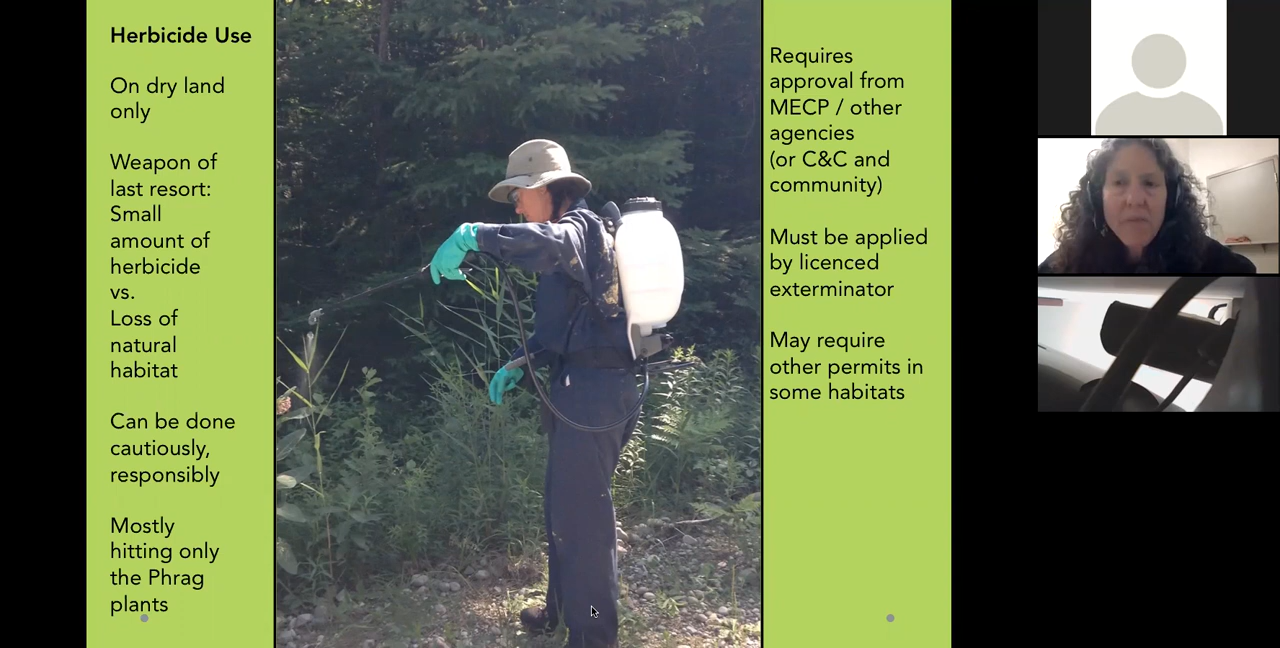 Herbicide Use
On dry land
only
Weapon of
last resort:
Small
amount of
herbicide
vs.
Loss of
natural
habitat
Can be done
cautiously,
responsibly
Mostly
hitting only
the Phrag
plants
Requires
approval from
MECP / other
agencies
(or C&C and
community)
Must be applied
by licenced
exterminator
May require
other permits in
some habitats